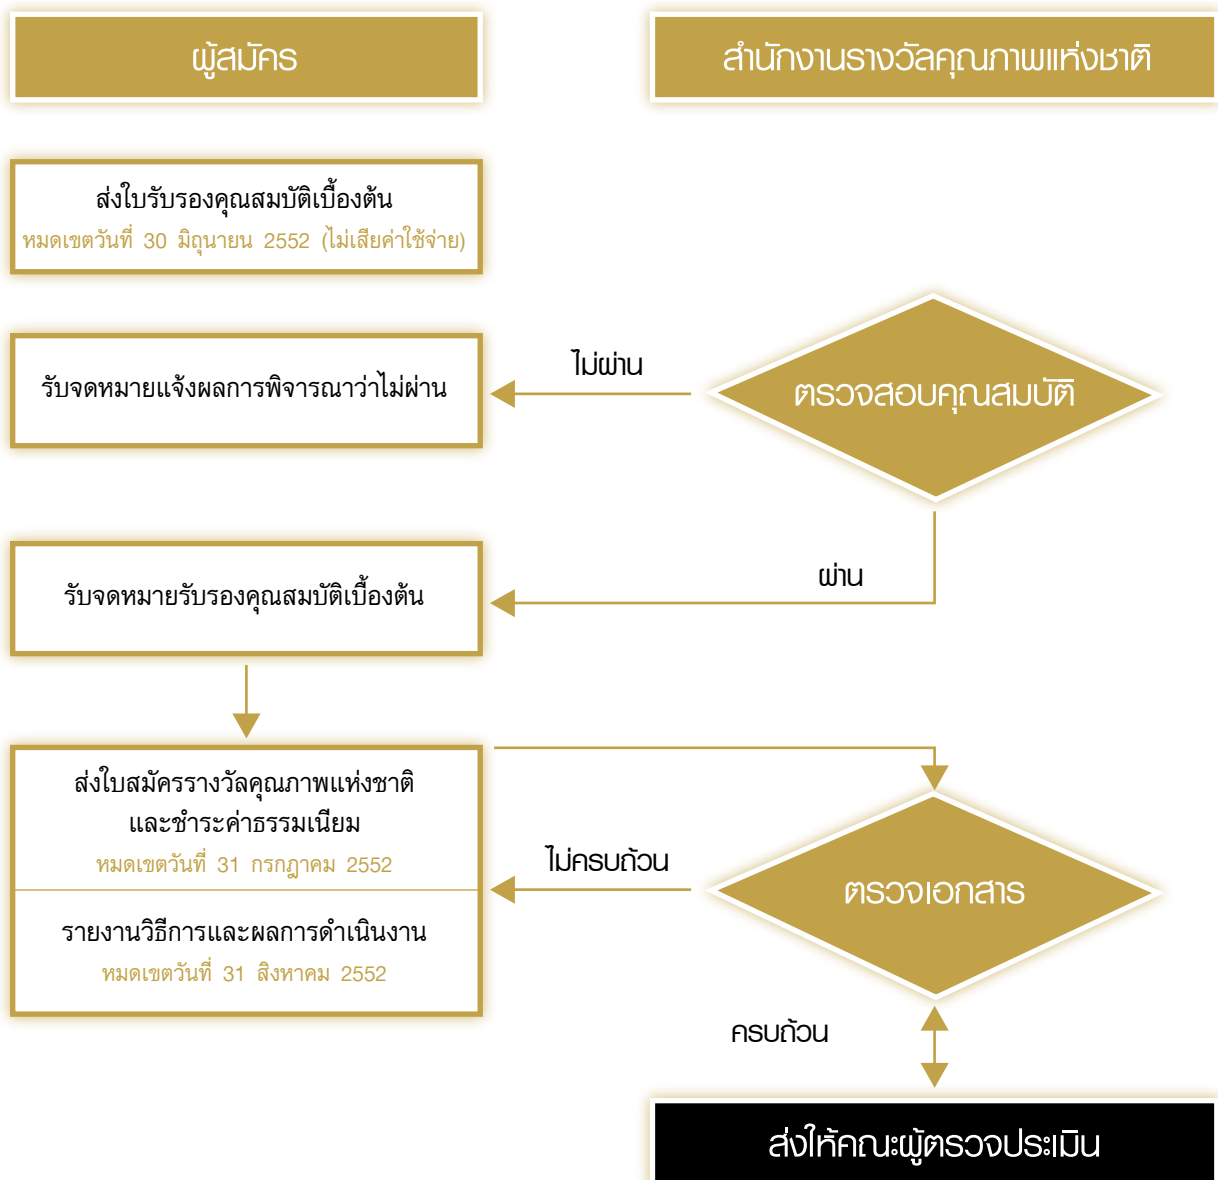 ผู้สมัคร
สำนักงานรางวัลคุณภาพแห่งชาติ
ส่งใบรับรองคุณสมบัติเบื้องต้น
หมดเขตวันที่ 30 มิถุนายน 2552 (ไม่เสียค่าใช้จ่าย)
ไม่ผ่าน
รับจดหมายแจ้งผลการพิจารณาว่าไม่ผ่าน
ตรวจสอบคุณสมบัติ
ผ่าน
รับจดหมายรับรองคุณสมบัติเบื้องต้น
ส่งใบสมัครรางวัลคุณภาพแห่งชาติ
และชำระค่าธรรมเนียม
หมดเขตวันที่ 31 กรกฎาคม 2552
ไม่ครบถ้วน
ตรวจเอกสาร
รายงานวิธีการและผลการดำเนินงาน
หมดเขตวันที่ 31 สิงหาคม 2552
ครบถ้วน
ส่งให้คณะผู้ตรวจประเมิน